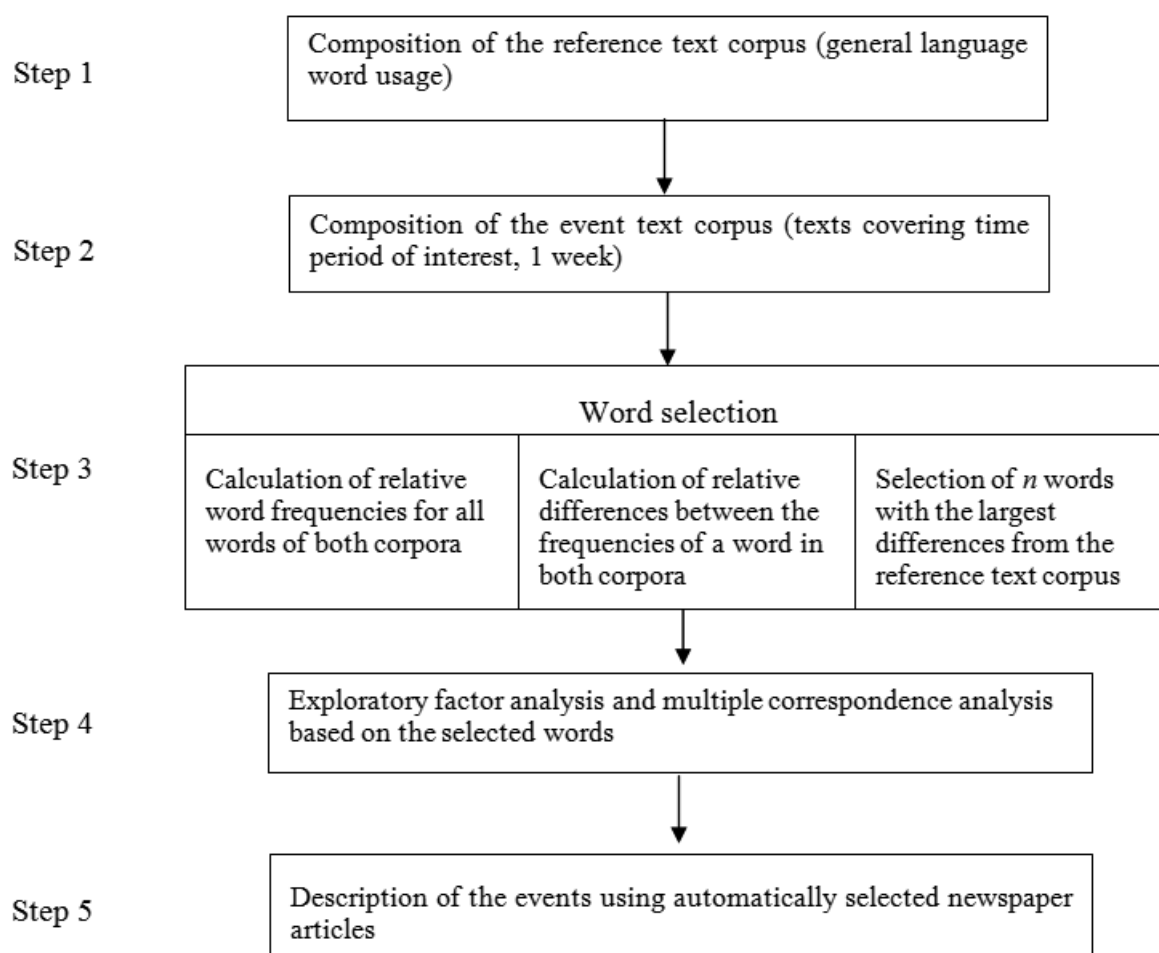 Step 1
Composition of the reference text corpus (general language
word usage)
Step 2
Composition of the event text corpus (texts covering time
period of interest, 1 week)
Step 3
Word selection
Calculation of relative
word frequencies for all
words of both corpora
Calculation of relative
differences between the
frequencies of a word in
both corpora
Selection of n words
with the largest
differences from the
reference text corpus
Step 4
Exploratory factor analysis and multiple correspondence analysis
based on the selected words
Step 5
Description of the events using automatically selected newspaper
articles